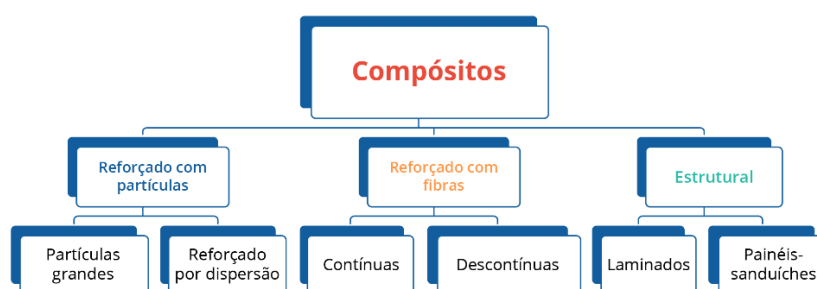 Compósitos
Reforçado com
partículas
Reforçado com
fibras
Estrutural
Partículas
grandes
Reforçado
por dispersão
Contínuas
Descontínuas
Laminados
Painéis-
sanduíches